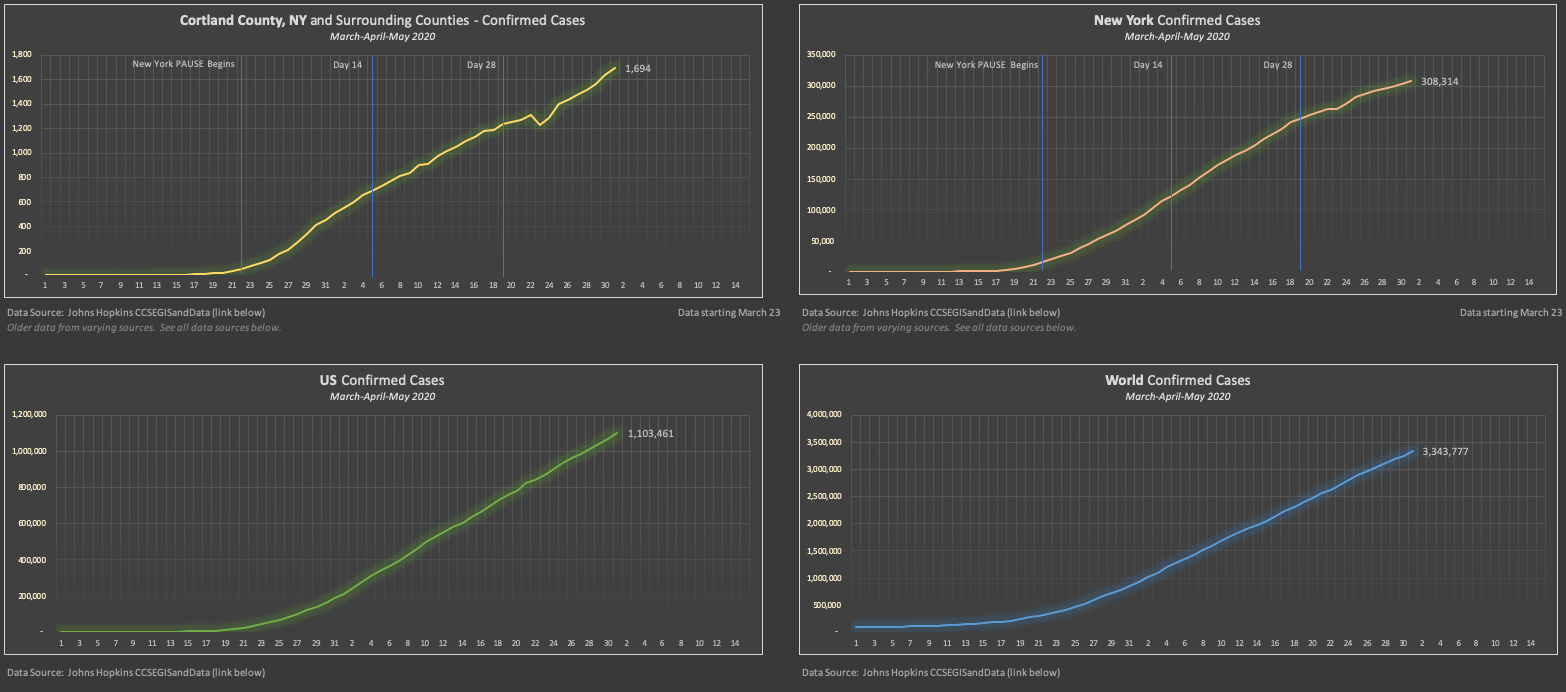 Cortland County, NY and Surrounding Counties - Confirmed Cases
March-April-May 2020
1,800
1,600
1,400
1,200
1,000
800
600
400
200
-
New York PAUSE Begins
Day 14
Day 28
1,694
1 3 5 7 9 11 13 15 17 19 21 23 25 27 29 31 2 4 6 8 10 12 14 16 18 20 22 24 26 28 30 2 4 6 8 10 12 14
Data Source: Johns Hopkins CCSEGISandData (link below)
Data starting March 23
Older data from varying sources. See all data sources below.
New York Confirmed Cases
March-April-May 2020
350,000
300,000
250,000
200,000
150,000
100,000
50,000
-
New York PAUSE Begins
Day 14
Day 28
308,314
1 3 5 7 9 11 13 15 17 19 21 23 25 27 29 31 2 4 6 8 10 12 14 16 18 20 22 24 26 28 30 2 4 6 8 10 12 14
Data Source: Johns Hopkins CCSEGISandData (link below)
Data starting March 23
Older data from varying sources. See all data sources below.
US Confirmed Cases
March-April-May 2020
1,200,000
1,000,000
800,000
600,000
400,000
200,000
-
1,103,461
1 3 5 7 9 11 13 15 17 19 21 23 25 27 29 31 2 4 6 8 10 12 14 16 18 20 22 24 26 28 30 2 4 6 8 10 12 14
Data Source: Johns Hopkins CCSEGISandData (link below)
World Confirmed Cases
March-April-May 2020
4,000,000
3,500,000
3,000,000
2,500,000
2,000,000
1,500,000
1,000,000
500,000
-
3,343,777
1 3 5 7 9 11 13 15 17 19 21 23 25 27 29 31 2 4 6 8 10 12 14 16 18 20 22 24 26 28 30 2 4 6 8 10 12 14
Data Source: Johns Hopkins CCSEGISandData (link below)